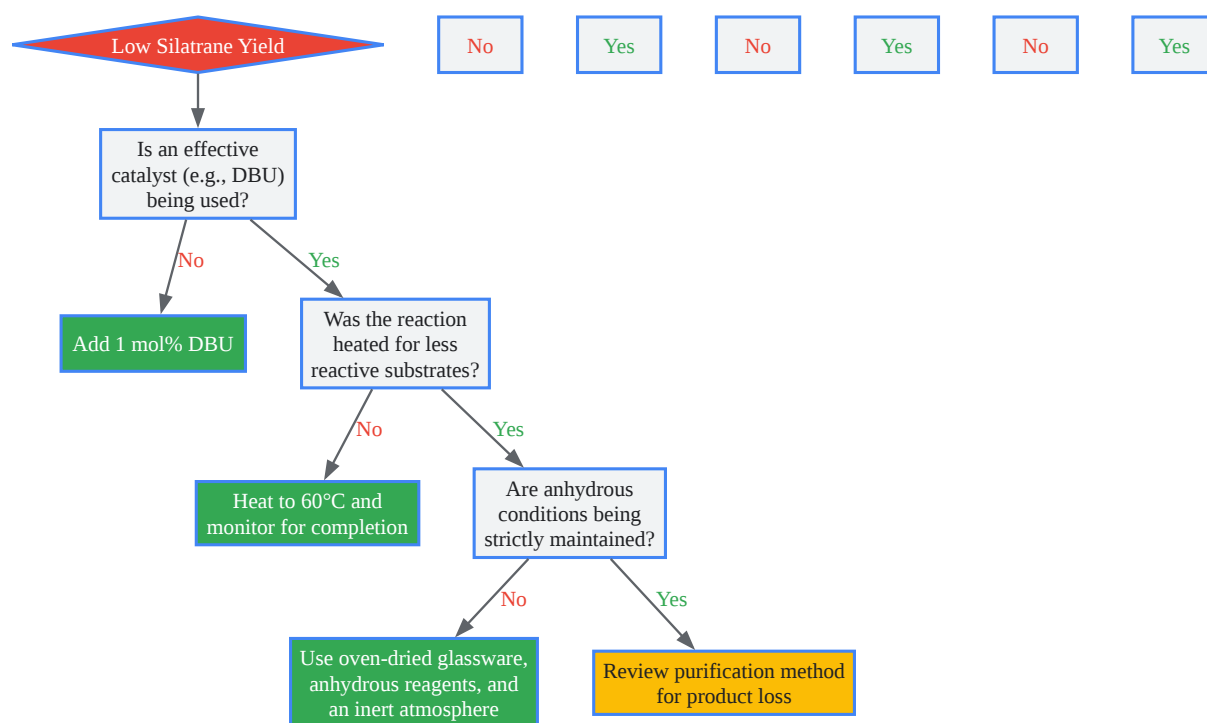 Low Silatrane Yield
No
Yes
No
Yes
No
Yes
Is an effective
catalyst (e.g., DBU)
being used?
No
Yes
Add 1 mol% DBU
Was the reaction
heated for less
reactive substrates?
No
Yes
Heat to 60°C and
monitor for completion
Are anhydrous
conditions being
strictly maintained?
No
Yes
Use oven-dried glassware,
anhydrous reagents, and
an inert atmosphere
Review purification method
for product loss